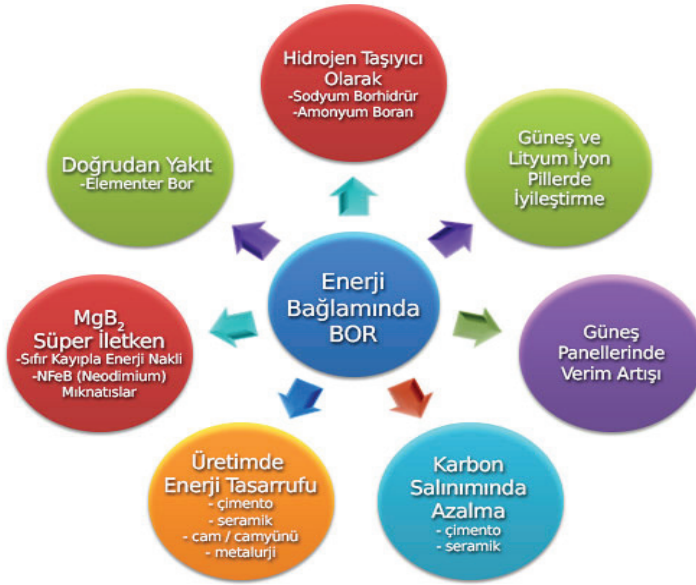 Hidrojen Taşıyıcı
Olarak
-Sodyum Borhidrür
-Amonyum Boran
Güneş ve
Lityum İyon
Pillerde
İyileştirme
Güneş
Panellerinde
Verim Artışı
Karbon
Salınımında
Azalma
- çimento
- seramik
Üretimde
Enerji Tasarrufu
- çimento
- seramik
- cam / camyünü
- metalurji
MgB₂
Süper İletken
-Sıfır Kayıpla Enerji Nakli
-NFeB (Neodimium)
Mıknatıslar
Doğrudan Yakıt
-Elementer Bor
Enerji
Bağlamında
BOR